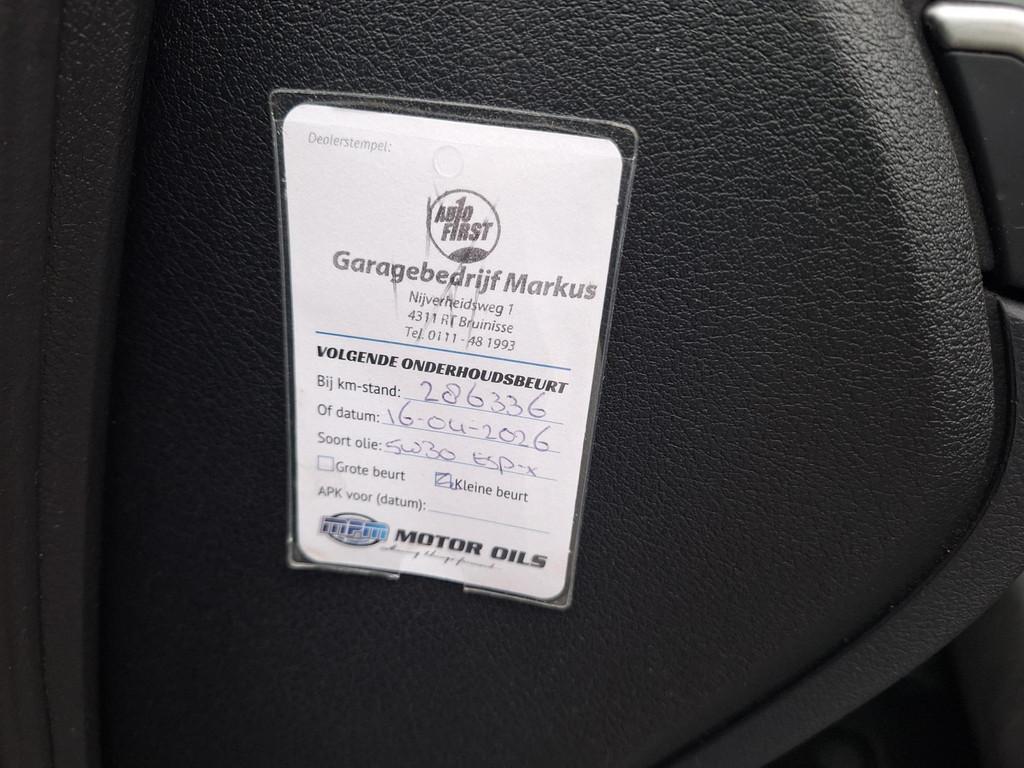 Dealerstempel:
AUTO
FIRST
Garagebedrijf Markus
Nijverheidsweg 1
4311 RT Bruinisse
Tel. 0111 - 48 1993
VOLGENDE ONDERHOUDSBEURT
Bij km-stand: 286336
Of datum: 16-04-2026
Soort olie: 5W30 ESP-X
Grote beurt Kleine beurt
APK voor (datum):
mpm MOTOR OILS